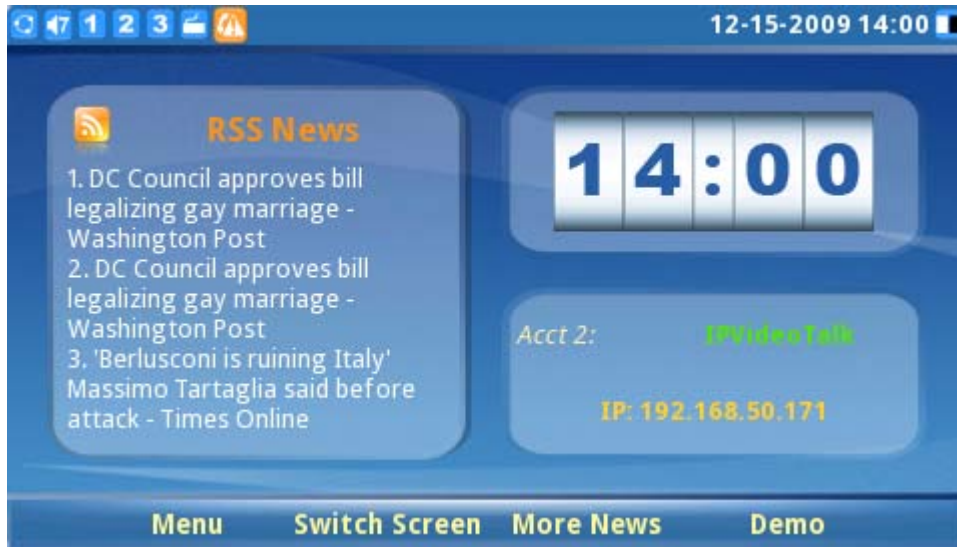 7 1 2 3 12-15-2009 14:00
RSS News
1. DC Council approves bill
legalizing gay marriage -
Washington Post
2. DC Council approves bill
legalizing gay marriage -
Washington Post
3. 'Berlusconi is ruining Italy'
Massimo Tartaglia said before
attack - Times Online
14:00
Acct 2: IPVideoTalk
IP: 192.168.50.171
Menu Switch Screen More News Demo